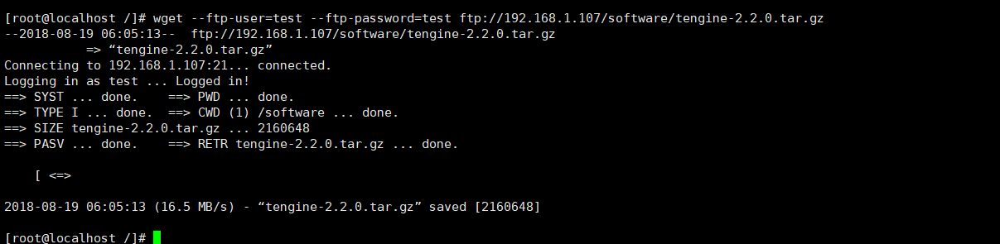 [root@localhost /]# wget --ftp-user=test --ftp-password=test ftp://192.168.1.107/software/tengine-2.2.0.tar.gz
--2018-08-19 06:05:13--  ftp://192.168.1.107/software/tengine-2.2.0.tar.gz
           => “tengine-2.2.0.tar.gz”
Connecting to 192.168.1.107:21... connected.
Logging in as test ... Logged in!
==> SYST ... done.    ==> PWD ... done.
==> TYPE I ... done.  ==> CWD (1) /software ... done.
==> SIZE tengine-2.2.0.tar.gz ... 2160648
==> PASV ... done.    ==> RETR tengine-2.2.0.tar.gz ... done.
    [ <=>
2018-08-19 06:05:13 (16.5 MB/s) - “tengine-2.2.0.tar.gz” saved [2160648]
[root@localhost /]#